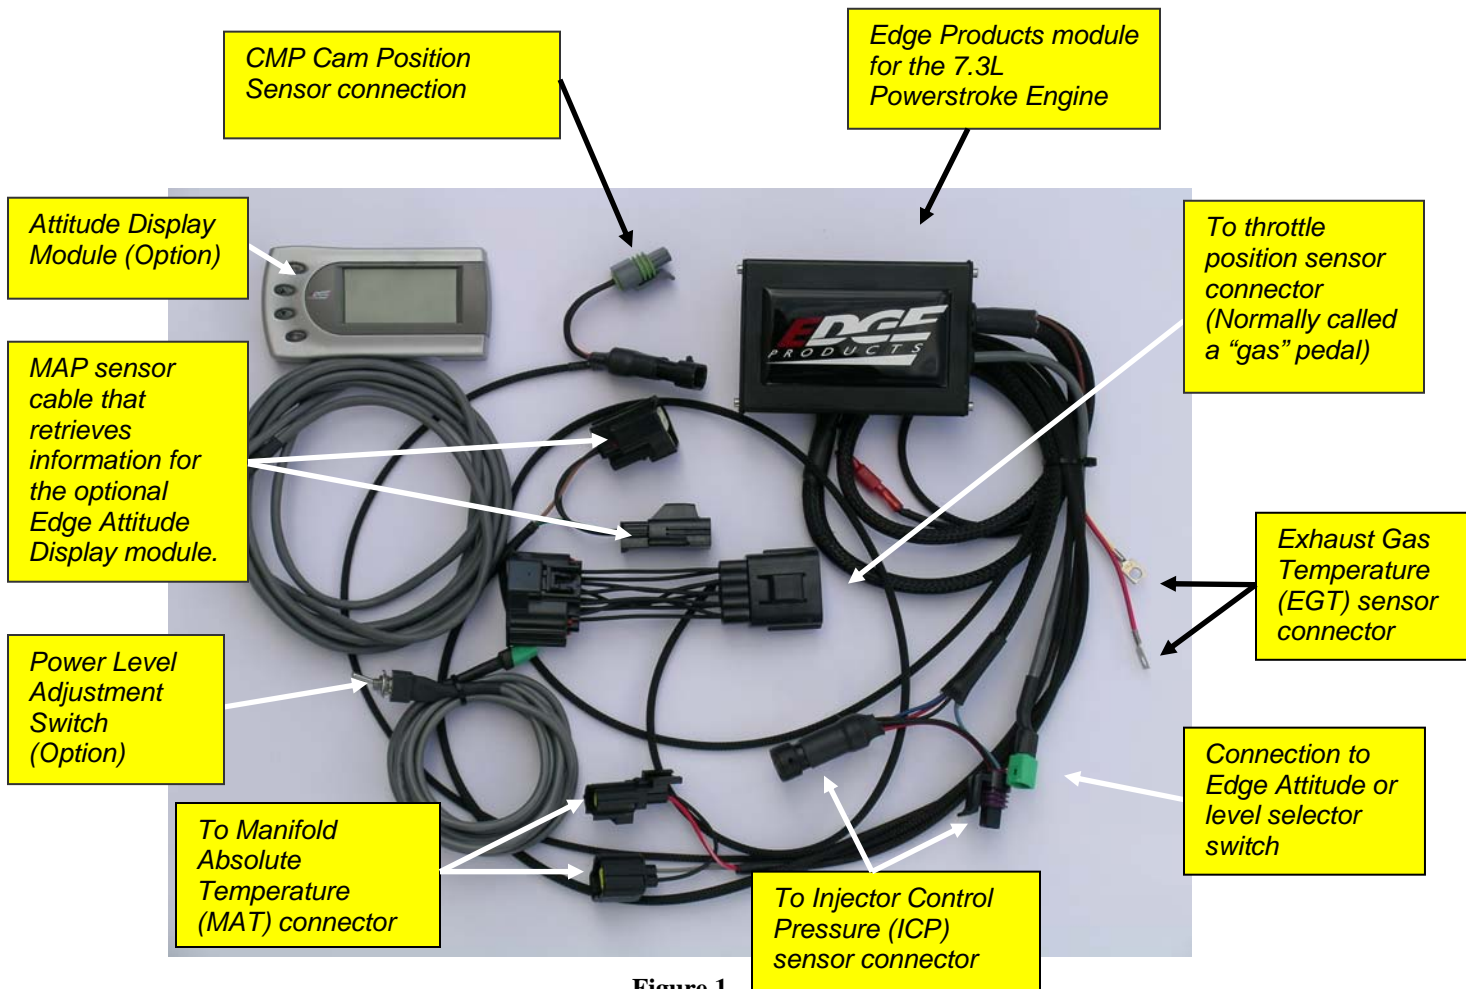 CMP Cam Position
Sensor connection
Edge Products module
for the 7.3L
Powerstroke Engine
Attitude Display
Module (Option)
To throttle
position sensor
connector
(Normally called
a “gas” pedal)
EDGE
PRODUCTS
MAP sensor
cable that
retrieves
information for
the optional
Edge Attitude
Display module.
Exhaust Gas
Temperature
(EGT) sensor
connector
Power Level
Adjustment
Switch
(Option)
Connection to
Edge Attitude or
level selector
switch
To Manifold
Absolute
Temperature
(MAT) connector
To Injector Control
Pressure (ICP)
sensor connector
Figure 1